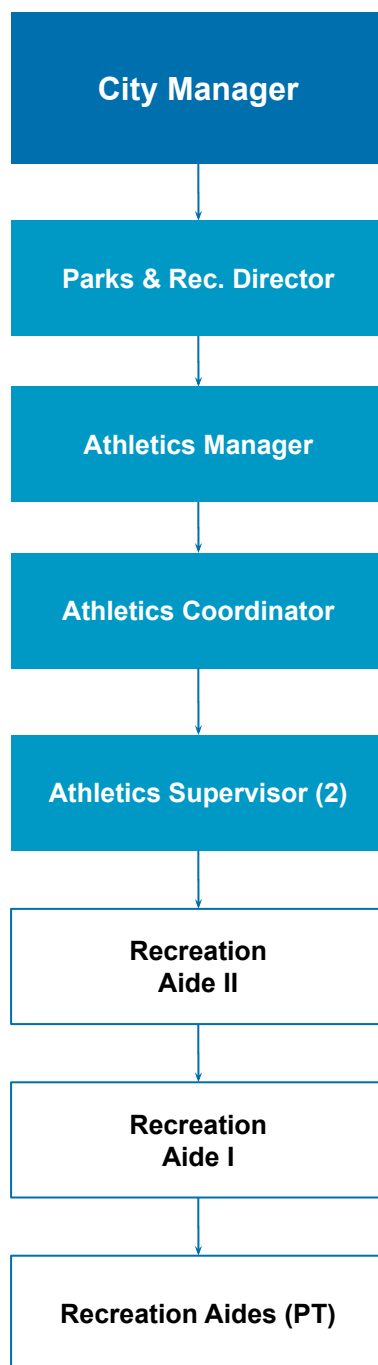 City Manager
Parks & Rec. Director
Athletics Manager
Athletics Coordinator
Athletics Supervisor (2)
Recreation
Aide II
Recreation
Aide I
Recreation Aides (PT)